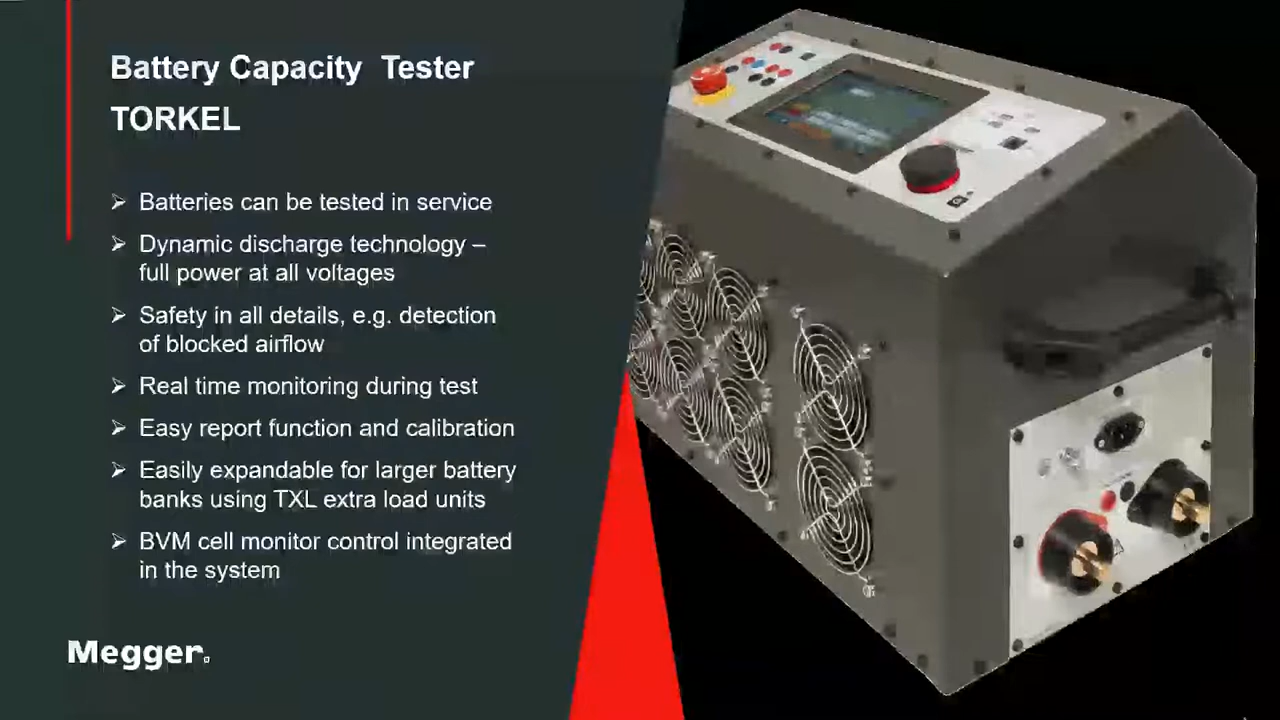 Battery Capacity Tester
TORKEL
➢ Batteries can be tested in service
➢ Dynamic discharge technology –
full power at all voltages
➢ Safety in all details, e.g. detection
of blocked airflow
➢ Real time monitoring during test
➢ Easy report function and calibration
➢ Easily expandable for larger battery
banks using TXL extra load units
➢ BVM cell monitor control integrated
in the system
Megger